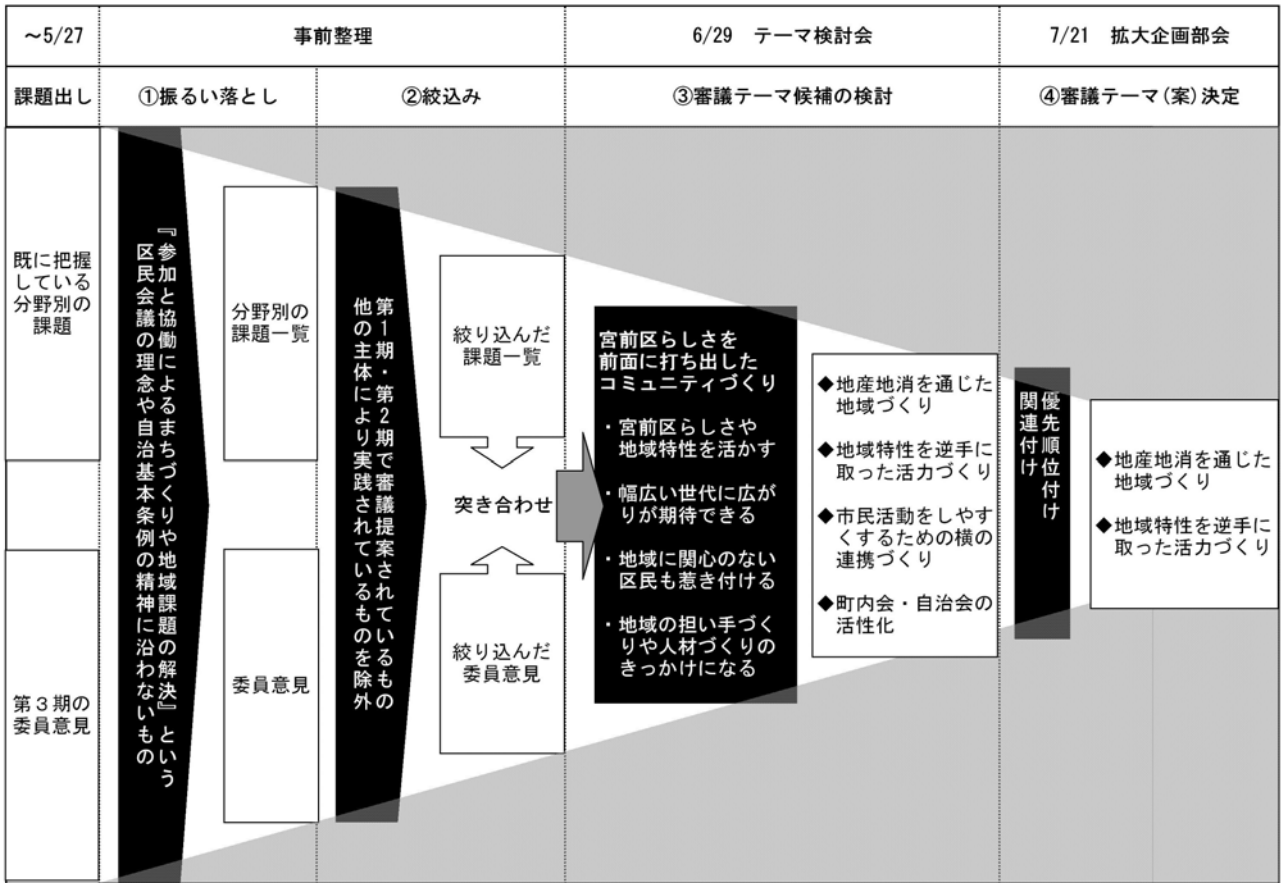 ～5/27
事前整理
6/29 テーマ検討会
7/21 拡大企画部会
課題出し
①振るい落とし
②絞込み
③審議テーマ候補の検討
④審議テーマ(案)決定
既に把握
している
分野別の
課題
第３期の
委員意見
『参加と協働によるまちづくりや地域課題の解決』という
区民会議の理念や自治基本条例の精神に沿わないもの
分野別の
課題一覧
委員意見
第１期・第２期で審議提案されているもの
他の主体により実践されているものを除外
絞り込んだ
課題一覧
突き合わせ
絞り込んだ
委員意見
宮前区らしさを
前面に打ち出した
コミュニティづくり
・宮前区らしさや
地域特性を活かす
・幅広い世代に広が
りが期待できる
・地域に関心のない
区民も惹き付ける
・地域の担い手づく
りや人材づくりの
きっかけになる
◆地産地消を通じた
地域づくり
◆地域特性を逆手に
取った活力づくり
◆市民活動をしやす
くするための横の
連携づくり
◆町内会・自治会の
活性化
優先順位付け
関連付け
◆地産地消を通じた
地域づくり
◆地域特性を逆手に
取った活力づくり